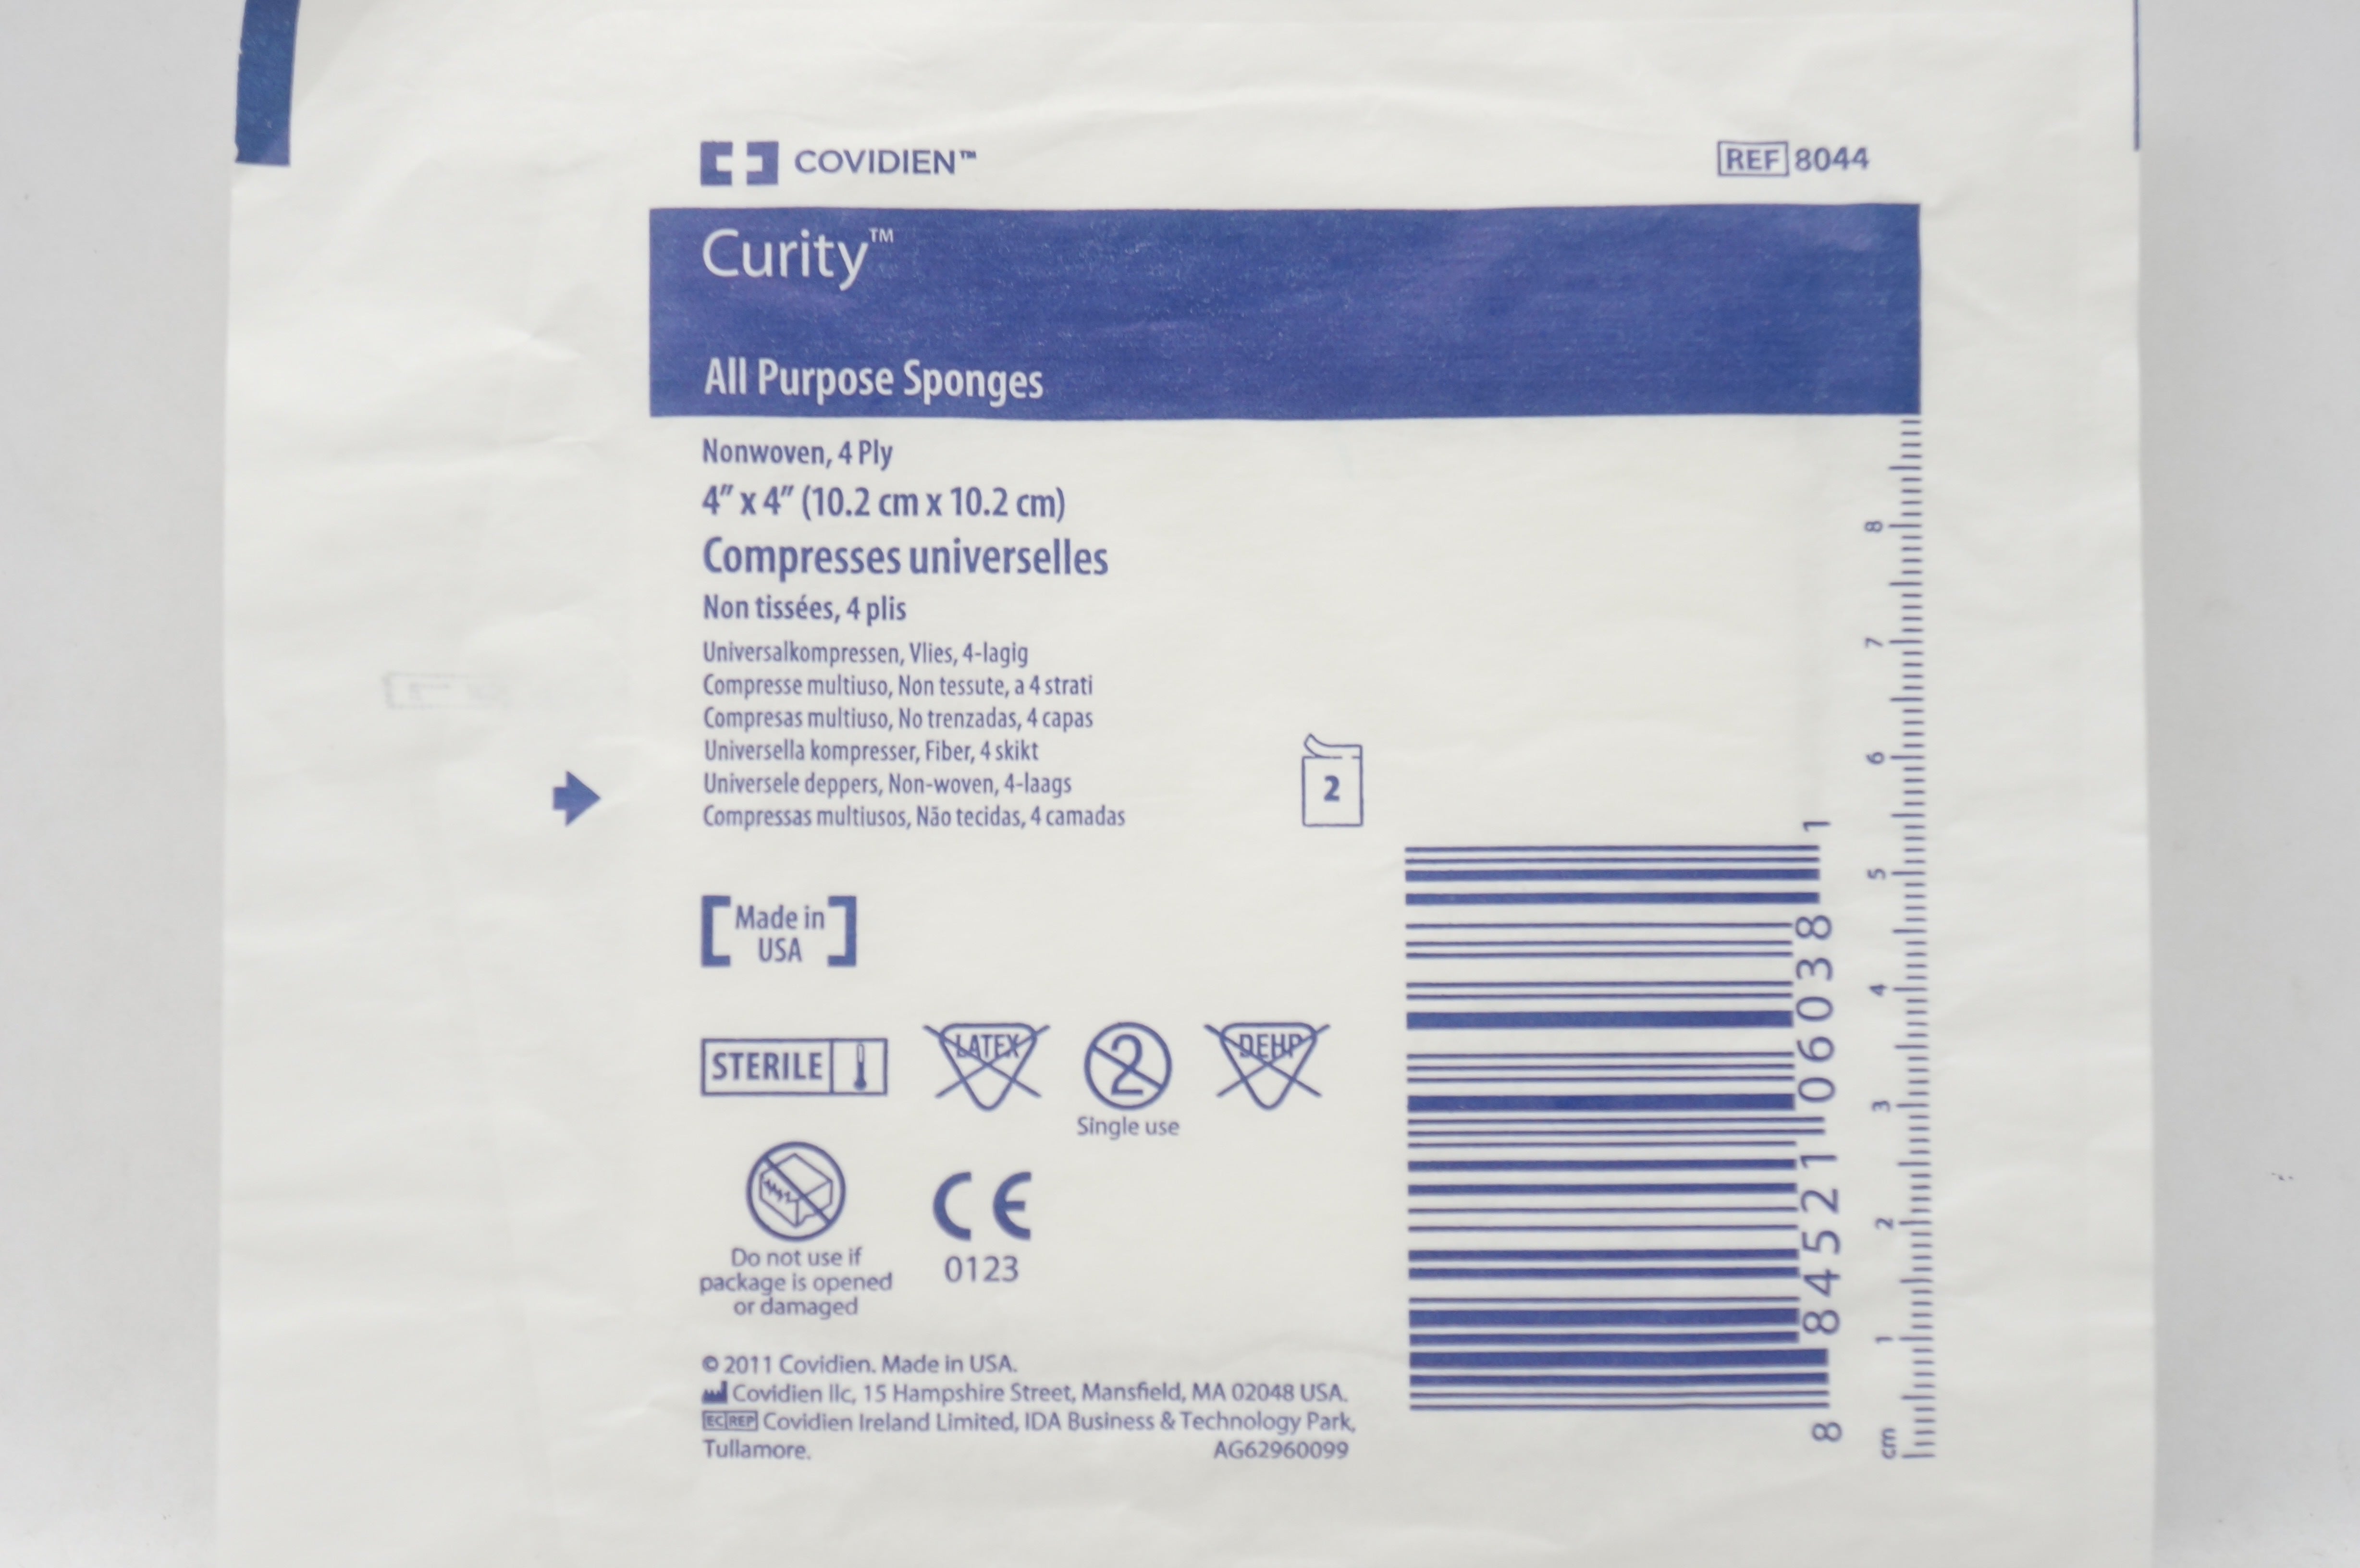 COVIDIEN™
REF 8044
Curity™
All Purpose Sponges
Nonwoven, 4 Ply
4" x 4" (10.2 cm x 10.2 cm)
Compresses universelles
Non tissées, 4 plis
Universalkompressen, Vlies, 4-lagig
Compresse multiuso, Non tessute, a 4 strati
Compresas multiuso, No trenzadas, 4 capas
Universella kompresser, Fiber, 4 skikt
Universele deppers, Non-woven, 4-laags
Compressas multiusos, Não tecidas, 4 camadas
2
Made in
USA
STERILE
LATEX
2
Single use
DEHP
Do not use if
package is opened
or damaged
CE
0123
© 2011 Covidien. Made in USA.
Covidien llc, 15 Hampshire Street, Mansfield, MA 02048 USA.
EC REP Covidien Ireland Limited, IDA Business & Technology Park,
Tullamore. AG62960099
8 84521 06038 1
cm 1 2 3 4 5 6 7 8